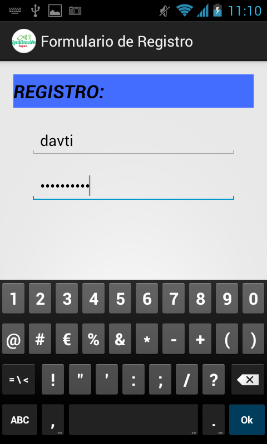 11:10
Formulario de Registro
REGISTRO:
davti
••••••••••
1 2 3 4 5 6 7 8 9 0
@ # € % & * - + ( )
= \ < ! " ' : ; / ?
ABC , . Ok